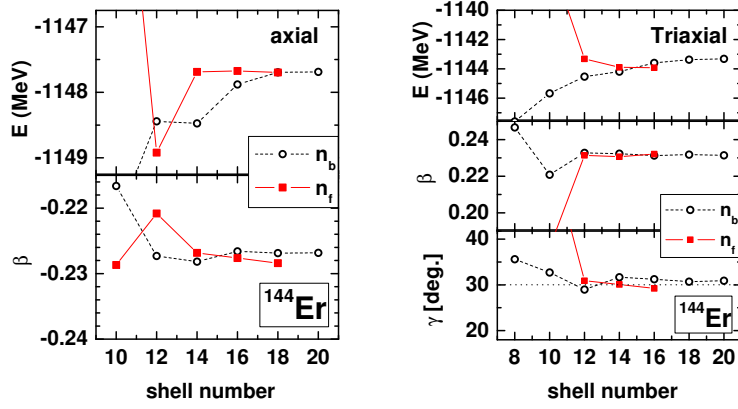 axial
E (MeV)
-1147
-1148
-1149
n_b
n_f
β
-0.22
-0.23
-0.24
¹⁴⁴Er
10 12 14 16 18 20
shell number
Triaxial
E (MeV)
-1140
-1142
-1144
-1146
β
0.24
0.22
0.20
n_b
n_f
γ [deg.]
40
30
20
¹⁴⁴Er
8 10 12 14 16 18 20
shell number